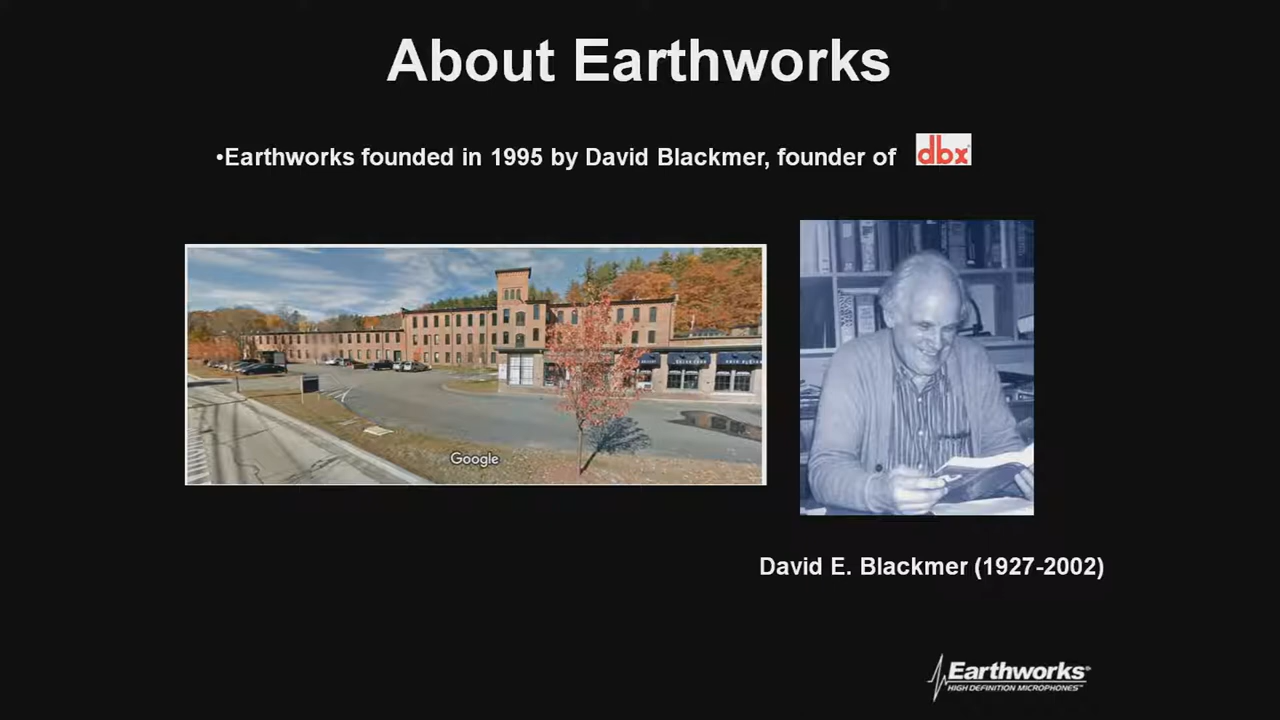 About Earthworks
•Earthworks founded in 1995 by David Blackmer, founder of dbx
Google
David E. Blackmer (1927-2002)
Earthworks
HIGH DEFINITION MICROPHONES™